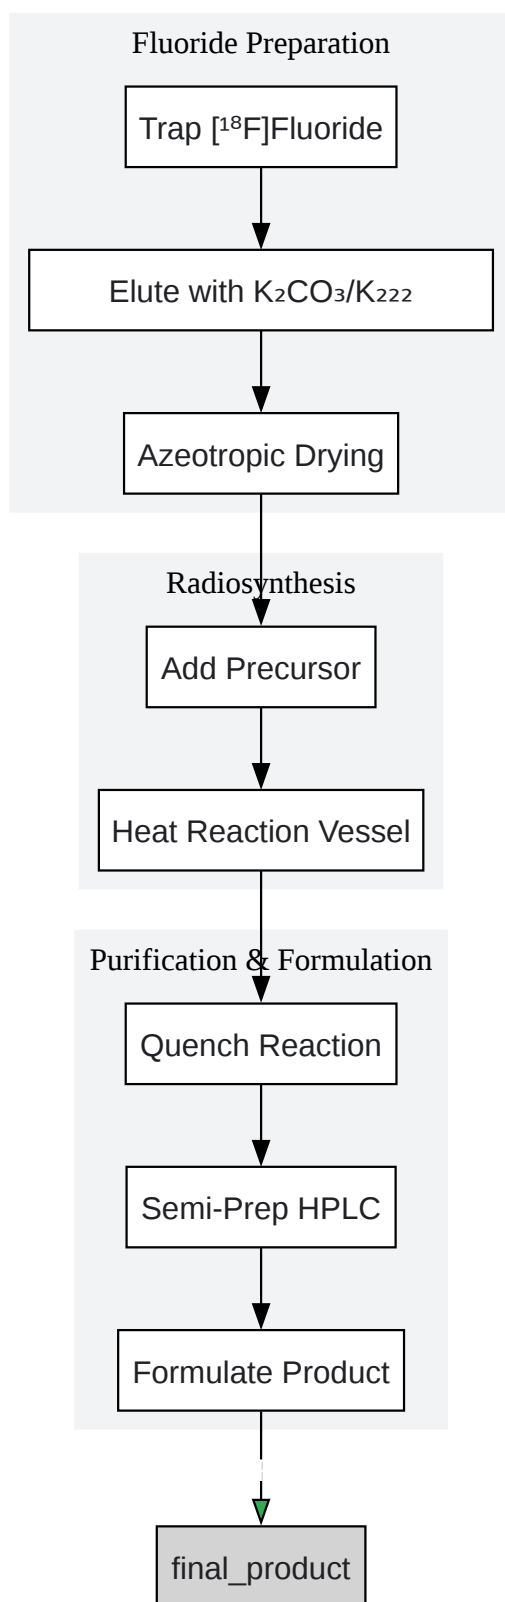 Fluoride Preparation
Trap [¹⁸F]Fluoride
Elute with K₂CO₃/K₂₂₂
Azeotropic Drying
Radiosynthesis
Add Precursor
Heat Reaction Vessel
Purification & Formulation
Quench Reaction
Semi-Prep HPLC
Formulate Product
final_product